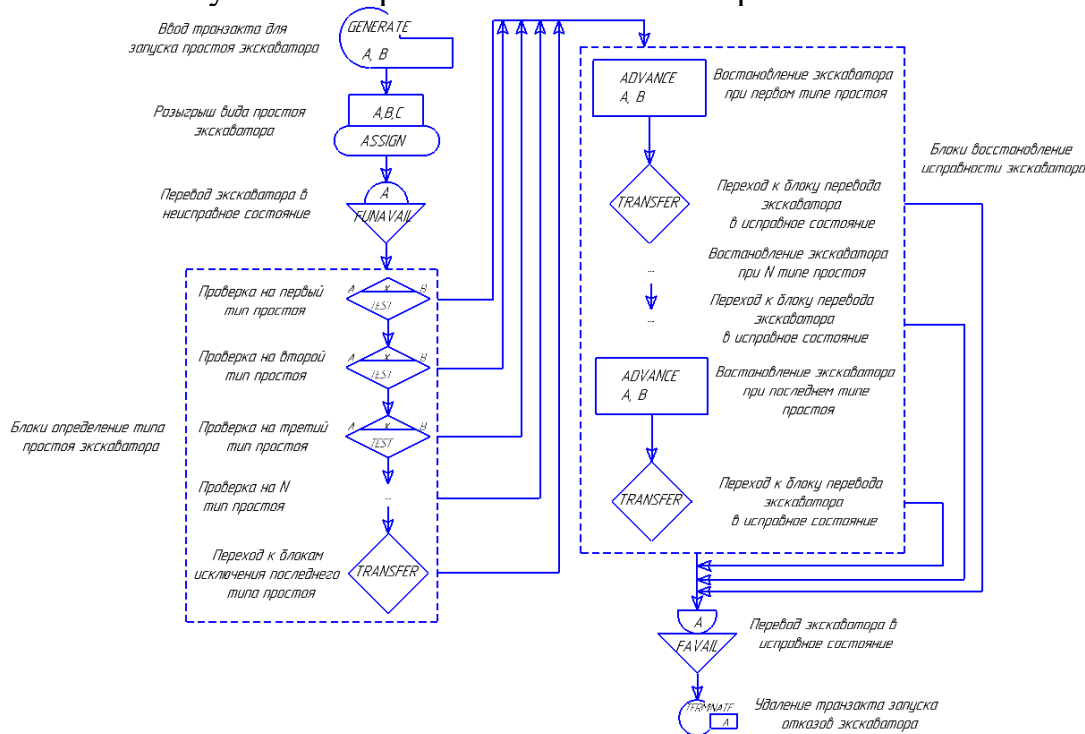 Ввод транзакта для
запуска простоя экскаватора
GENERATE
A, B
Розыгрыш вида простоя
экскаватора
A,B,C
ASSIGN
Перевод экскаватора в
неисправное состояние
A
FUNAVAIL
Блоки определение типа
простоя экскаватора
Проверка на первый
тип простоя
A X B
TEST
Проверка на второй
тип простоя
A X B
TEST
Проверка на третий
тип простоя
A X B
TEST
Проверка на N
тип простоя
...
Переход к блокам
исключения последнего
типа простоя
TRANSFER
ADVANCE
A, B
Востановление экскаватора
при первом типе простоя
TRANSFER
Переход к блоку перевода
экскаватора
в исправное состояние
...
Востановление экскаватора
при N типе простоя
...
Переход к блоку перевода
экскаватора
в исправное состояние
ADVANCE
A, B
Востановление экскаватора
при последнем типе
простоя
TRANSFER
Переход к блоку перевода
экскаватора
в исправное состояние
Блоки восстановление
исправности экскаватора
A
FAVAIL
Перевод экскаватора в
исправное состояние
TERMNATE
A
Удаление транзакта запуска
отказов экскаватора